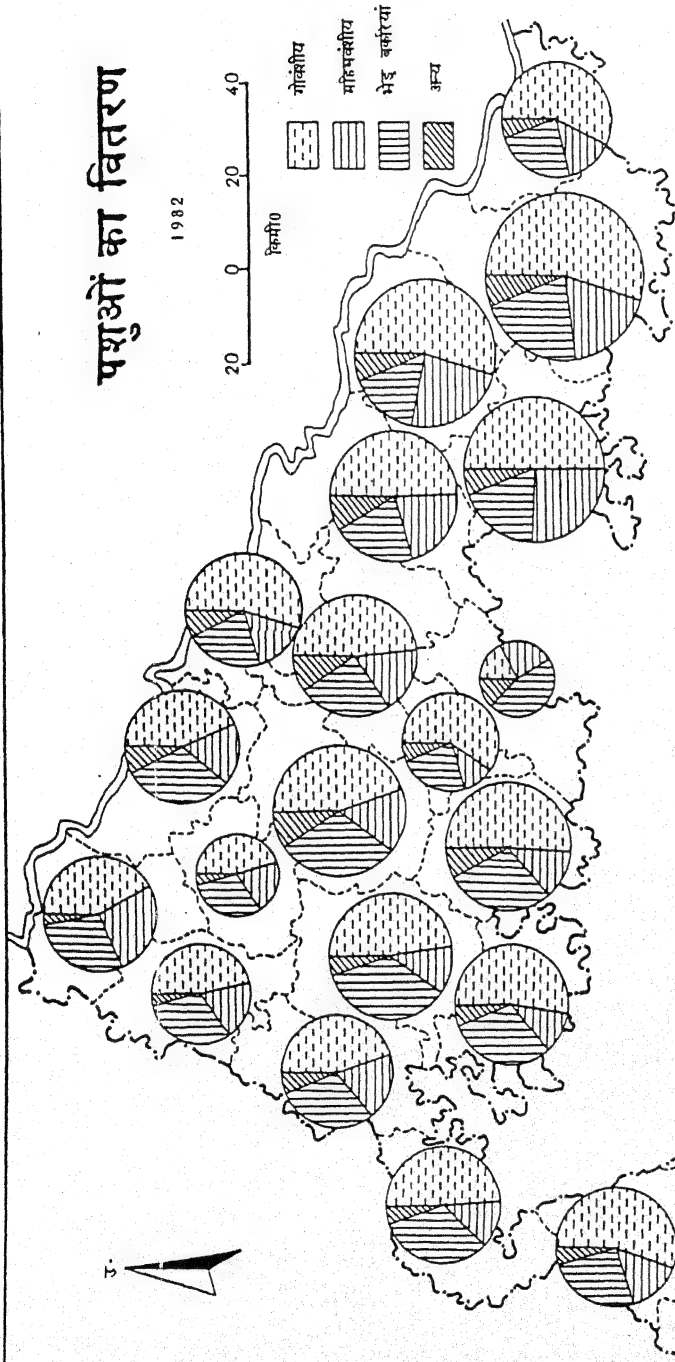 पशुओं का वितरण
1982
20 0 20 40
किमी0
गोवंशीय
महिषवंशीय
भेड़ बकरियां
अन्य
उ.